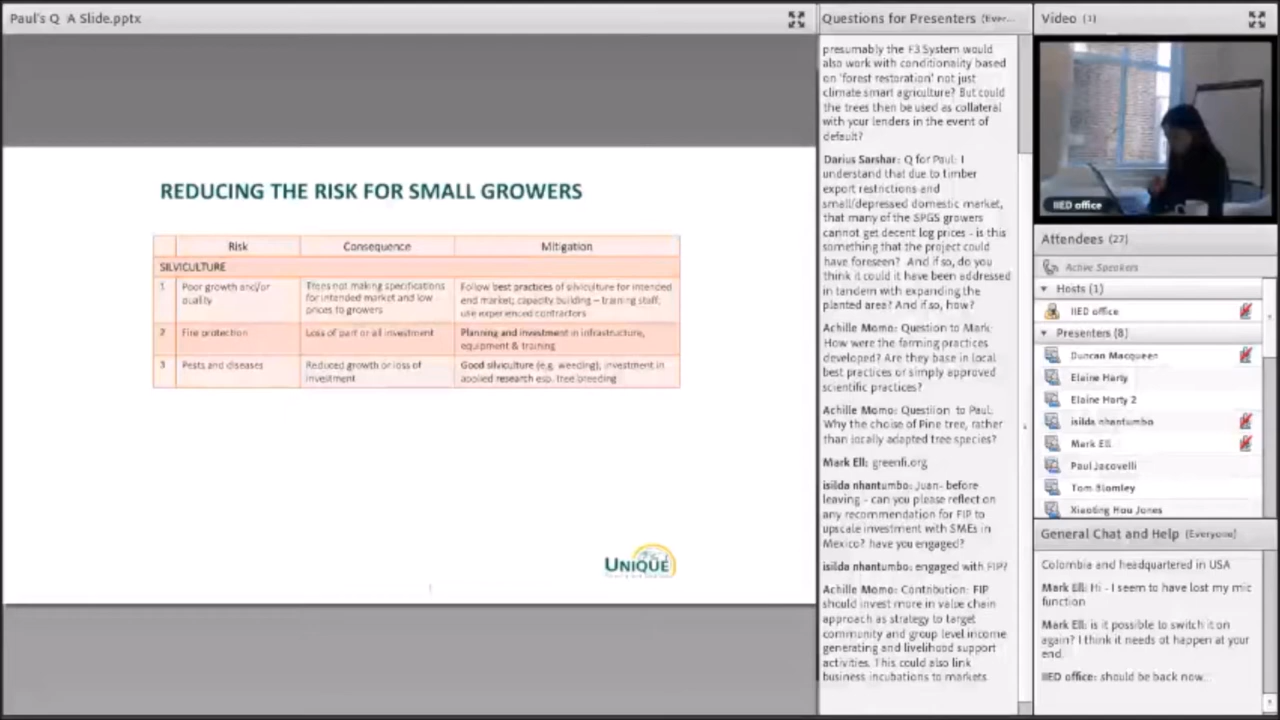 Paul's Q A Slide.pptx
REDUCING THE RISK FOR SMALL GROWERS
Risk Consequence Mitigation
SILVICULTURE
1 Poor growth and/or quality
Trees not making specifications for intended market and low prices to growers
Follow best practices of silviculture for intended end market; capacity building – training staff, use experienced contractors
2 Fire protection
Loss of part or all investment
Planning and investment in infrastructure, equipment & training
3 Pests and diseases
Reduced growth or loss of investment
Good silviculture (e.g. weeding), investment in applied research esp. tree breeding
UNIQUE
Questions for Presenters (Ever...
presumably the F3 System would
also work with conditionality based
on 'forest restoration' not just
climate smart agriculture? But could
the trees then be used as collateral
with your lenders in the event of
default?
Darius Sarshar: Q for Paul: I
understand that due to timber
export restrictions and
small/depressed domestic market,
that many of the SPGS growers
cannot get decent log prices - is this
something that the project could
have foreseen? And if so, do you
think it could it have been addressed
in tandem with expanding the
planted area? And if so, how?
Achille Momo: Question to Mark:
How were the farming practices
developed? Are they base in local
best practices or simply approved
scientific practices?
Achille Momo: Questiion to Paul.
Why the choise of Pine tree, rather
than locally adapted tree species?
Mark Ell: greenfi.org
isilda nhantumbo: Juan- before
leaving - can you please reflect on
any recommendation for FIP to
upscale investment with SMEs in
Mexico? have you engaged?
isilda nhantumbo: engaged with FIP?
Achille Momo: Contribution: FIP
should invest more in value chain
approach as strategy to target
community and group level income
generating and livelihood support
activities. This could also link
business incubations to markets
Video (1)
IIED office
Attendees (27)
Active Speakers
Hosts (1)
IIED office
Presenters (8)
Duncan Macqueen
Elaine Harty
Elaine Harty 2
isilda nhantumbo
Mark Ell
Paul Jacovelli
Tom Blomley
Xiaoting Hou Jones
General Chat and Help (Everyone)
Colombia and headquartered in USA
Mark Ell: Hi - I seem to have lost my mic
function
Mark Ell: is it possible to switch it on
again? I think it needs ot happen at your
end.
IIED office: should be back now...